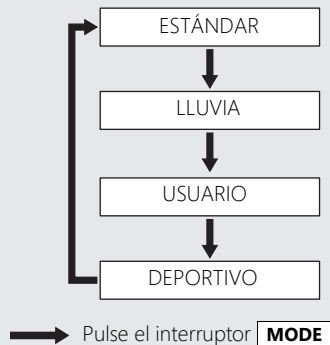 ESTÁNDAR
LLUVIA
USUARIO
DEPORTIVO
Pulse el interruptor MODE